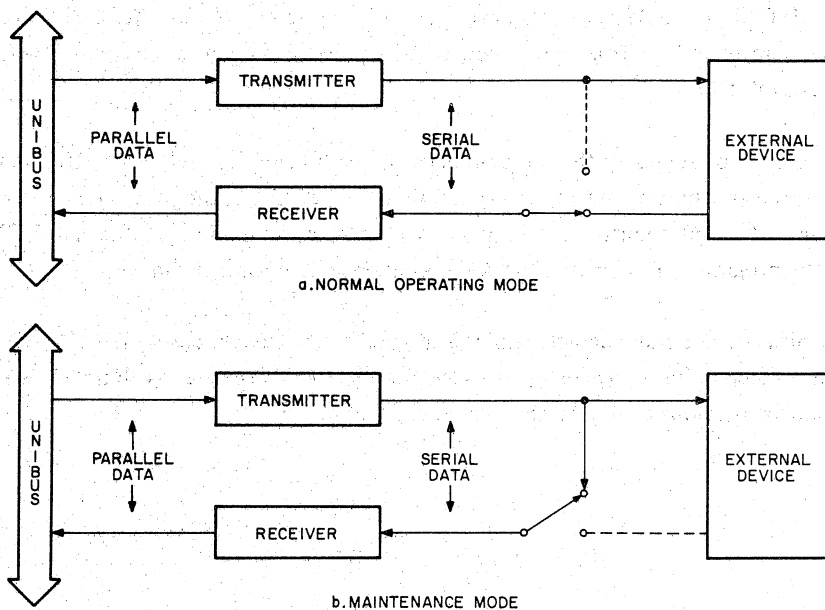 UNIBUS
TRANSMITTER
PARALLEL
DATA
SERIAL
DATA
EXTERNAL
DEVICE
RECEIVER
a.NORMAL OPERATING MODE
UNIBUS
TRANSMITTER
PARALLEL
DATA
SERIAL
DATA
EXTERNAL
DEVICE
RECEIVER
b.MAINTENANCE MODE